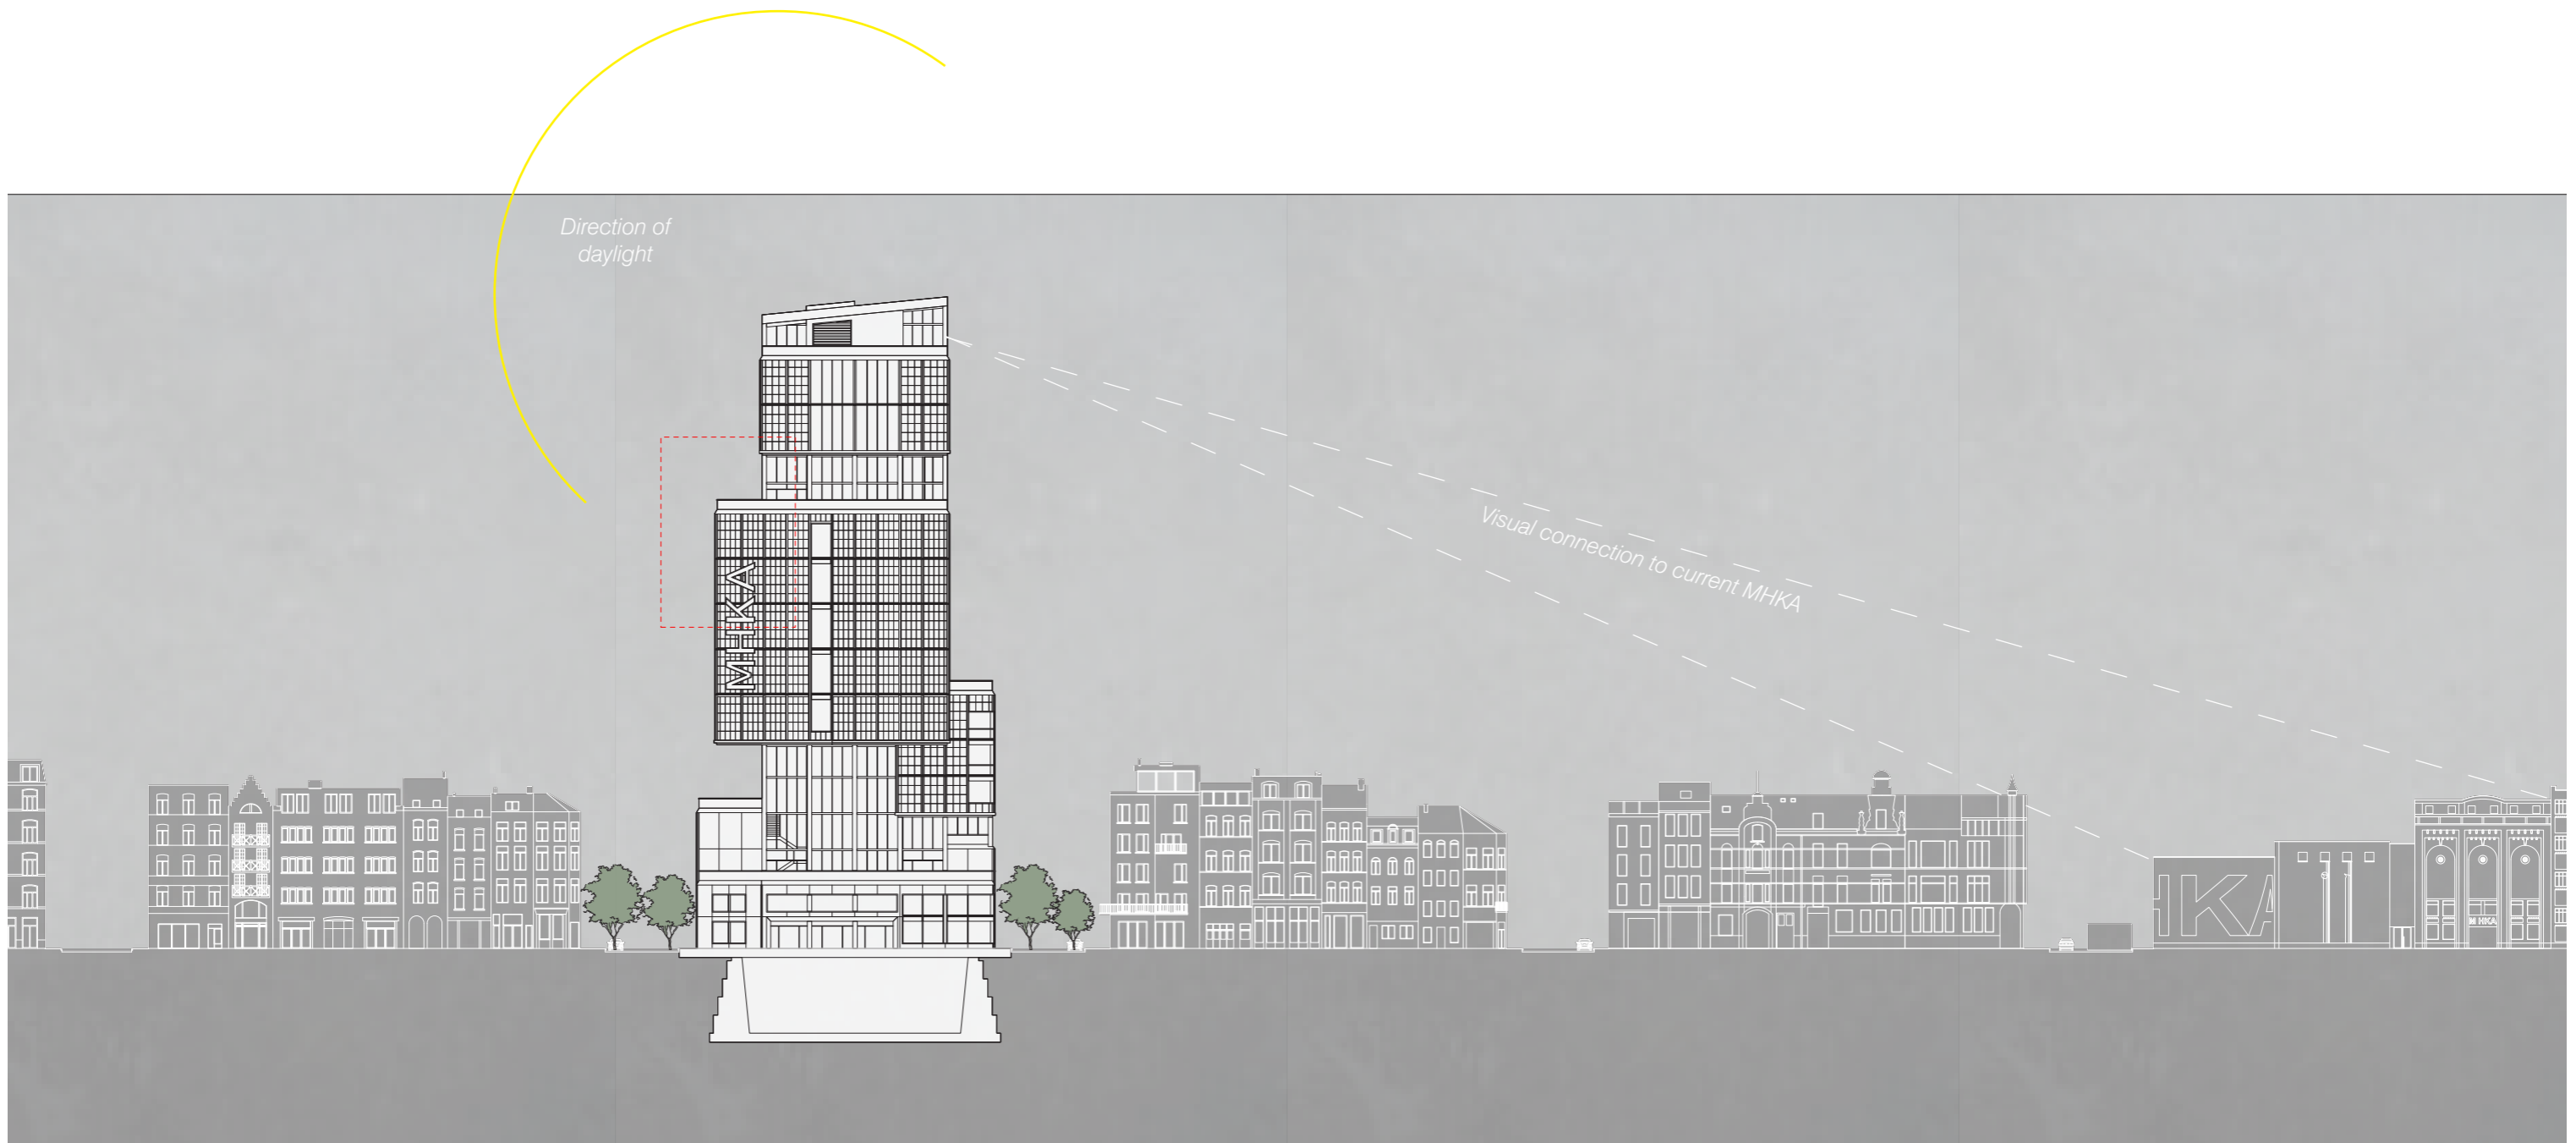 Direction of
daylight
Visual connection to current MHKA
MHKA
HKA
M HKA